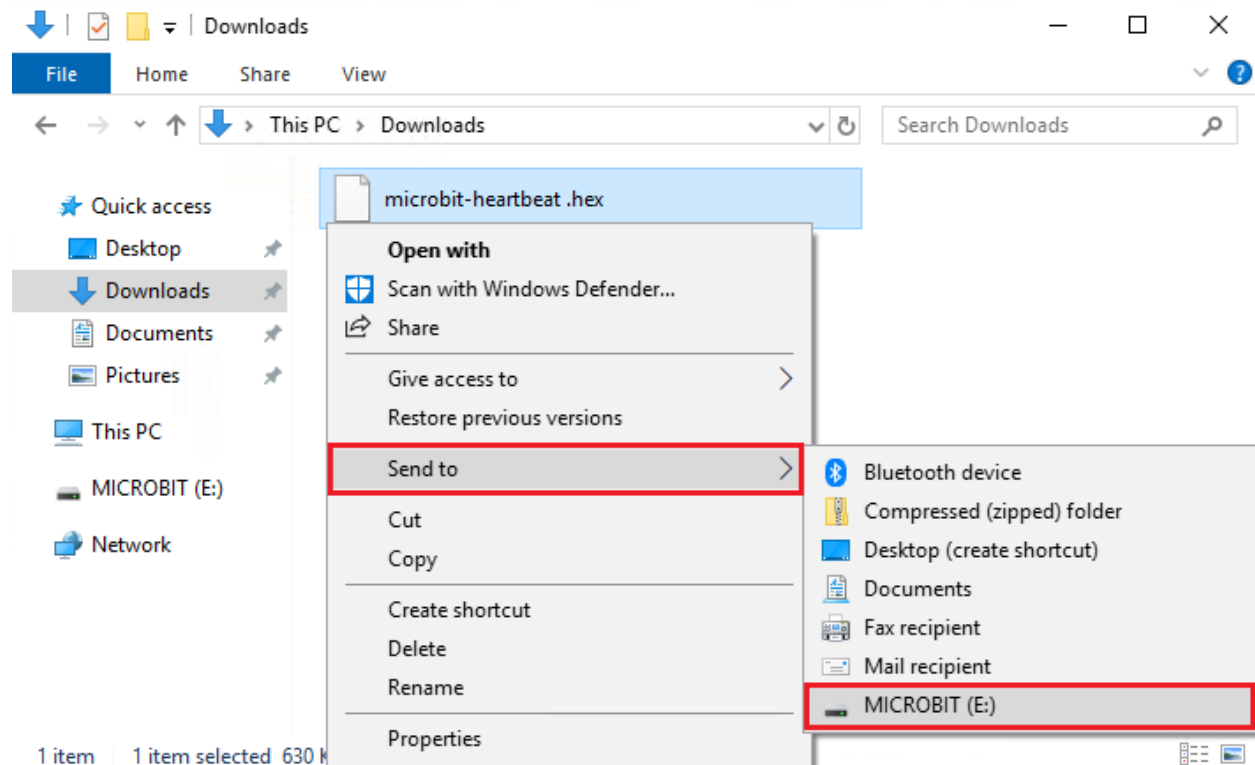 Downloads
File Home Share View
This PC > Downloads
Search Downloads
Quick access
Desktop
Downloads
Documents
Pictures
This PC
MICROBIT (E:)
Network
microbit-heartbeat .hex
Open with
Scan with Windows Defender...
Share
Give access to
Restore previous versions
Send to
Cut
Copy
Create shortcut
Delete
Rename
Properties
Bluetooth device
Compressed (zipped) folder
Desktop (create shortcut)
Documents
Fax recipient
Mail recipient
MICROBIT (E:)
1 item 1 item selected 630